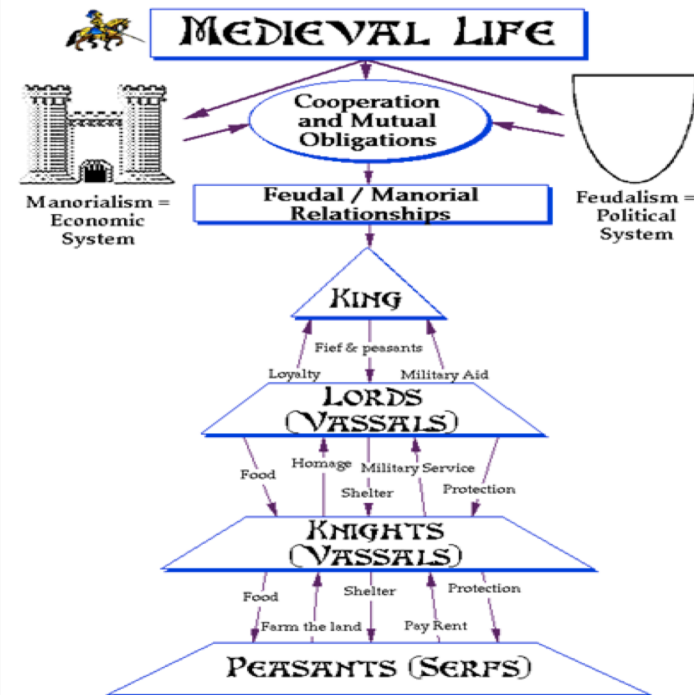 MEDIEVAL LIFE
Cooperation
and Mutual
Obligations
Manorialism =
Economic
System
Feudalism =
Political
System
Feudal / Manorial
Relationships
KING
Fief & peasants
Loyalty
Military Aid
LORDS
(VASSALS)
Food
Homage
Military Service
Shelter
Protection
KNIGHTS
(VASSALS)
Food
Shelter
Protection
Farm the land
Pay Rent
PEASANTS (SERFS)